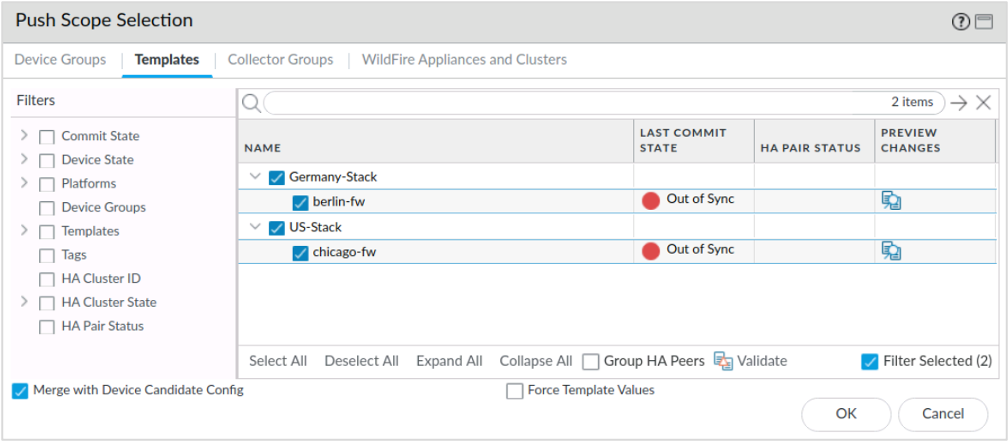 Push Scope Selection
Device Groups Templates Collector Groups WildFire Appliances and Clusters
Filters
Commit State
Device State
Platforms
Device Groups
Templates
Tags
HA Cluster ID
HA Cluster State
HA Pair Status
2 items
NAME LAST COMMIT STATE HA PAIR STATUS PREVIEW CHANGES
Germany-Stack
berlin-fw Out of Sync
US-Stack
chicago-fw Out of Sync
Select All Deselect All Expand All Collapse All Group HA Peers Validate Filter Selected (2)
Merge with Device Candidate Config Force Template Values
OK Cancel